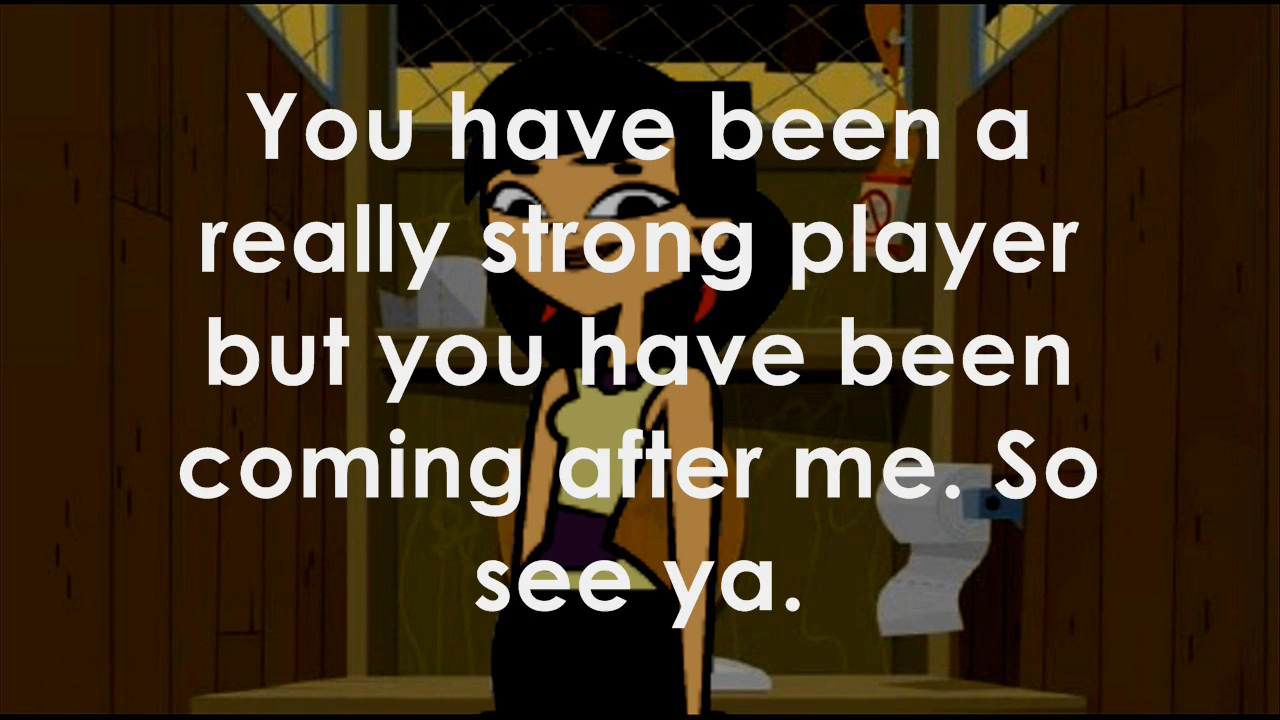 You have been a
really strong player
but you have been
coming after me. So
see ya.